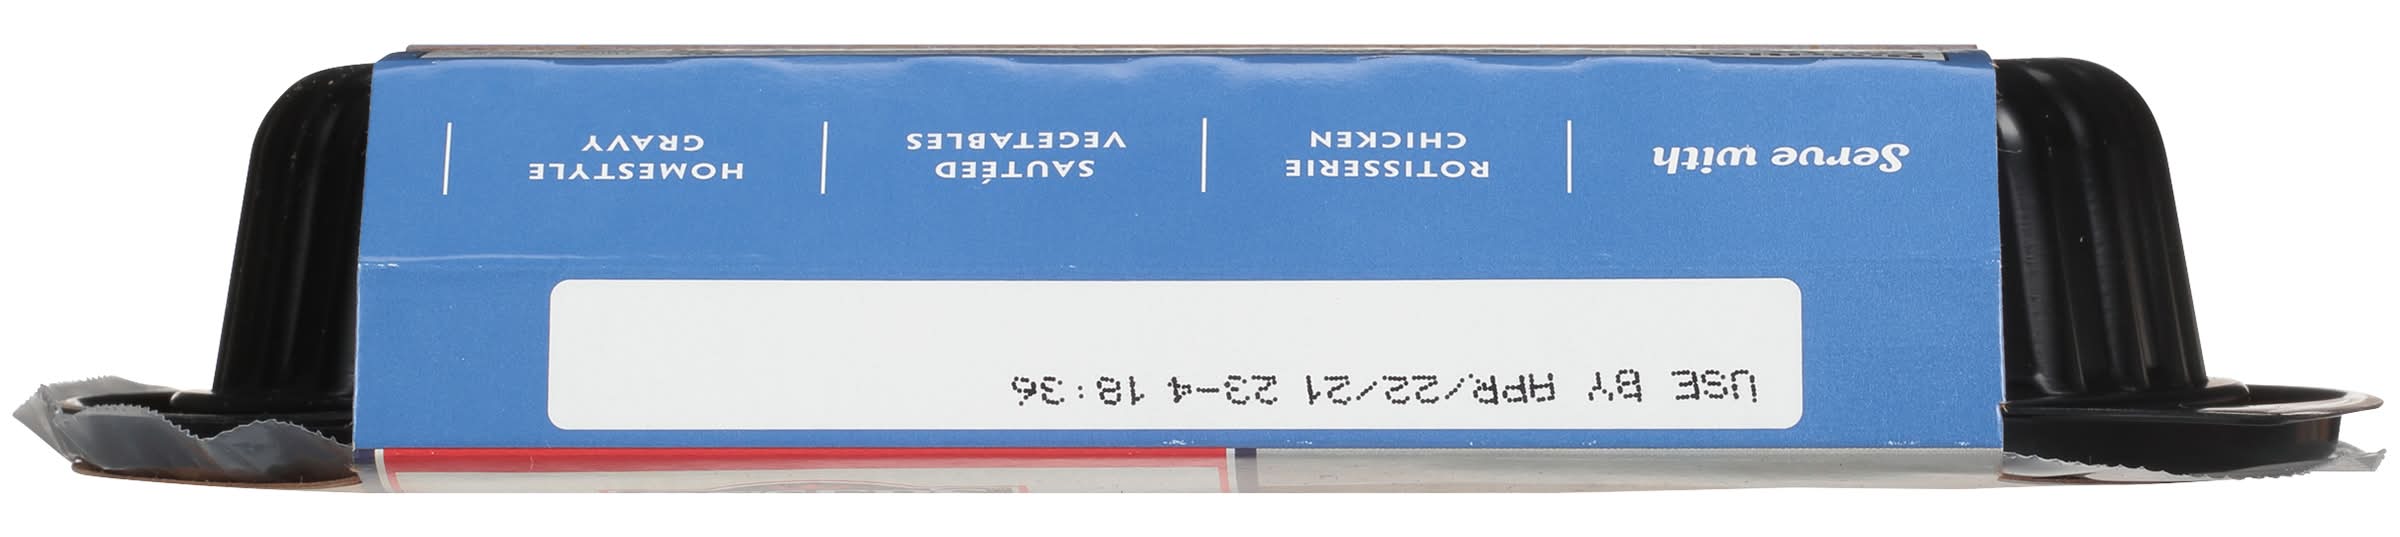 USE BY APR/22/21 23-4 18:36
Serve with
ROTISSERIE
CHICKEN
SAUTÉED
VEGETABLES
HOMESTYLE
GRAVY